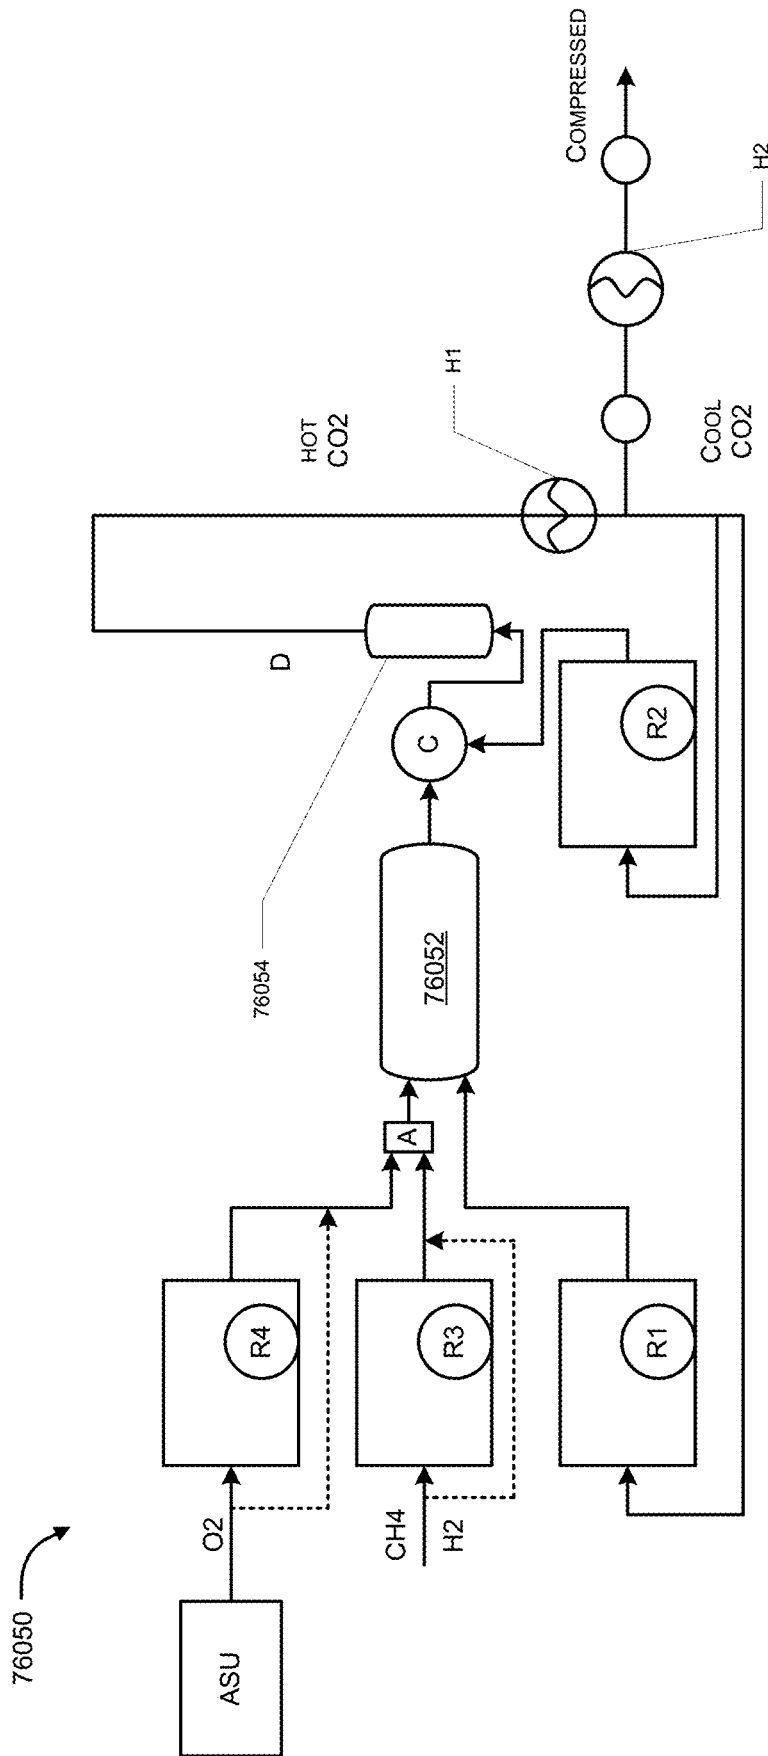 76050
ASU
O2
CH4
H2
R4
R3
R1
A
76052
76054
C
D
R2
HOT
CO2
H1
COOL
CO2
COMPRESSED
H2